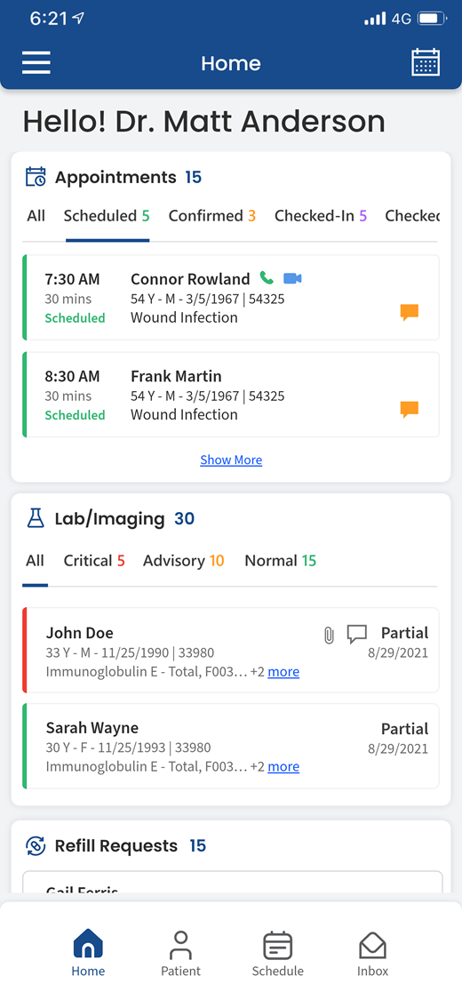 6:21
4G
Home
Hello! Dr. Matt Anderson
Appointments 15
All Scheduled 5 Confirmed 3 Checked-In 5 Checked
7:30 AM Connor Rowland
30 mins 54 Y - M - 3/5/1967 | 54325
Scheduled Wound Infection
8:30 AM Frank Martin
30 mins 54 Y - M - 3/5/1967 | 54325
Scheduled Wound Infection
Show More
Lab/Imaging 30
All Critical 5 Advisory 10 Normal 15
John Doe Partial
33 Y - M - 11/25/1990 | 33980 8/29/2021
Immunoglobulin E - Total, F003... +2 more
Sarah Wayne Partial
30 Y - F - 11/25/1993 | 33980 8/29/2021
Immunoglobulin E - Total, F003... +2 more
Refill Requests 15
Gail Ferris
Home Patient Schedule Inbox